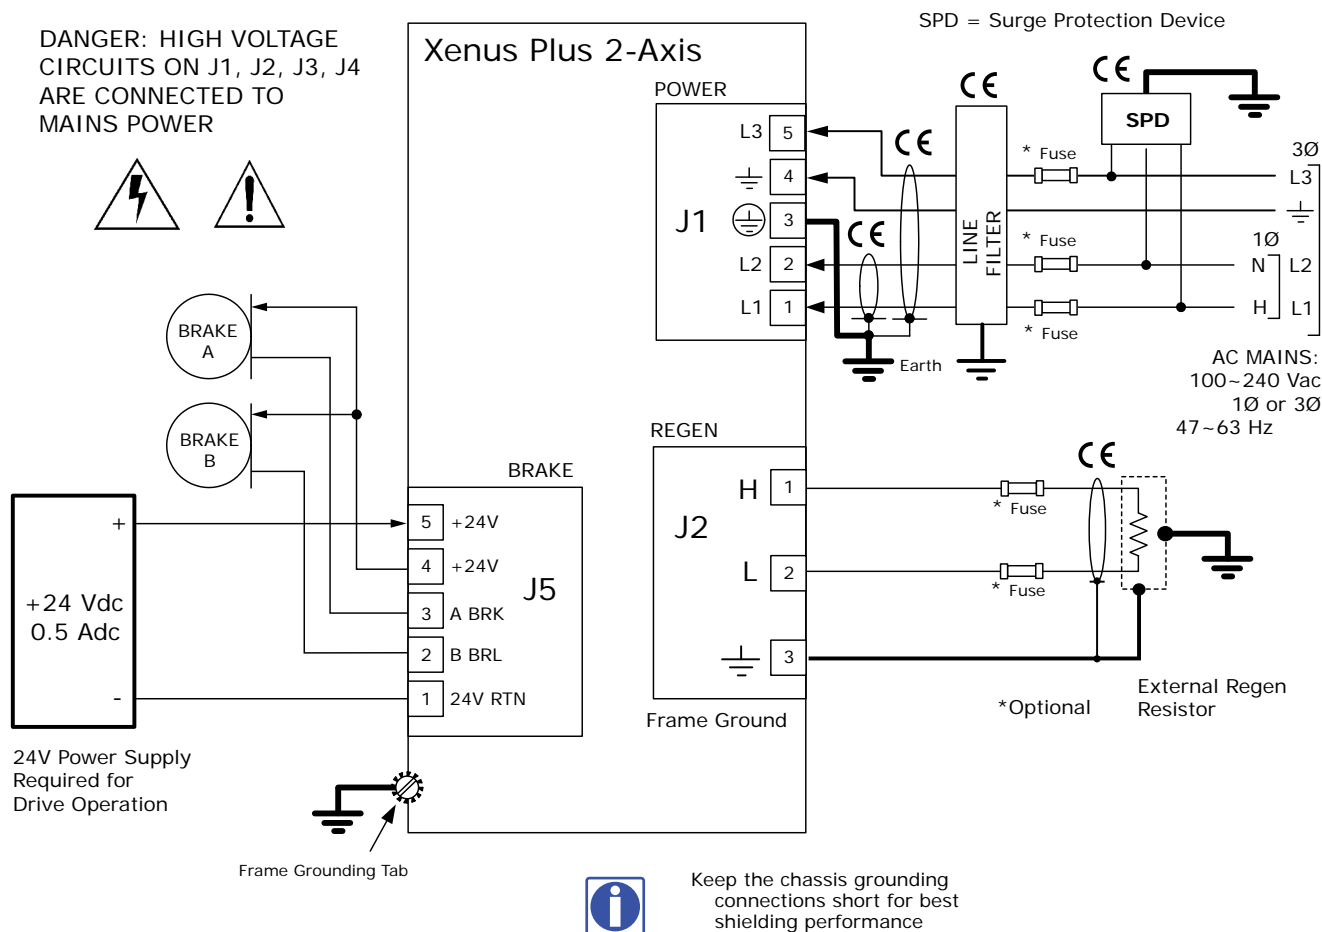 SPD = Surge Protection Device
DANGER: HIGH VOLTAGE
CIRCUITS ON J1, J2, J3, J4
ARE CONNECTED TO
MAINS POWER
Xenus Plus 2-Axis
POWER
J1
L3 5
4
3
L2 2
L1 1
CE
CE
CE
CE
LINE FILTER
SPD
* Fuse
* Fuse
* Fuse
Earth
3Ø
L3
1Ø
N L2
H L1
AC MAINS:
100~240 Vac
1Ø or 3Ø
47~63 Hz
BRAKE
A
BRAKE
B
REGEN
J2
H 1
L 2
3
Frame Ground
CE
* Fuse
* Fuse
*Optional
External Regen
Resistor
BRAKE
J5
5 +24V
4 +24V
3 A BRK
2 B BRL
1 24V RTN
+
+24 Vdc
0.5 Adc
-
24V Power Supply
Required for
Drive Operation
Frame Grounding Tab
i
Keep the chassis grounding
connections short for best
shielding performance